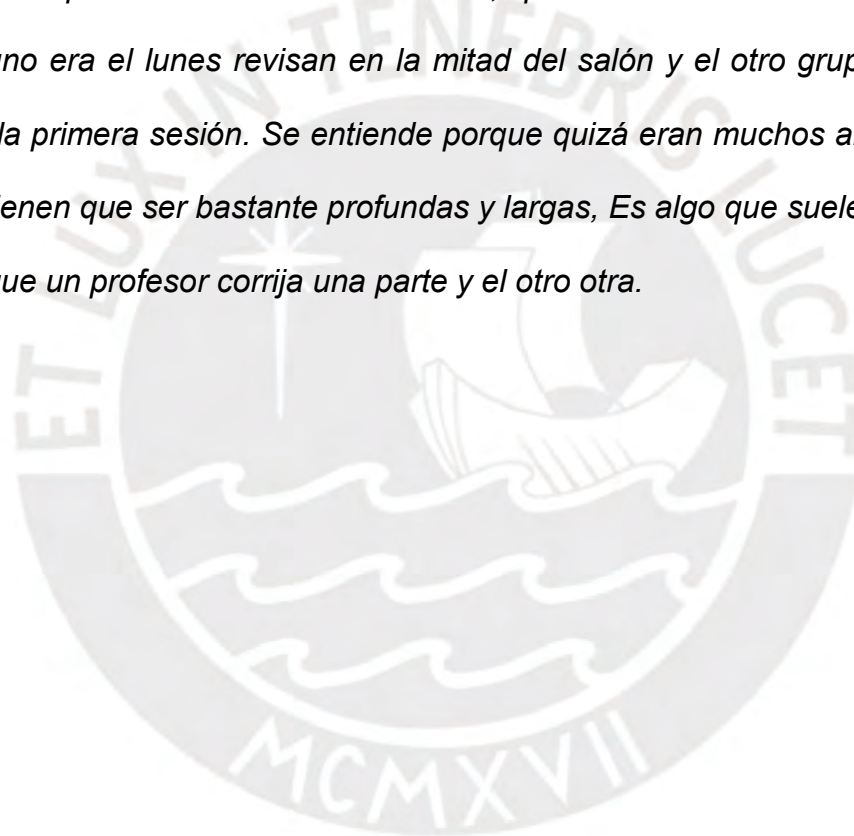 uno era el lunes revisan en la mitad del salón y el otro grup
la primera sesión. Se entiende porque quizá eran muchos a
ienen que ser bastante profundas y largas, Es algo que suele
que un profesor corrija una parte y el otro otra.
ET LUX IN TENEBRIS LUCET
MCMXVII